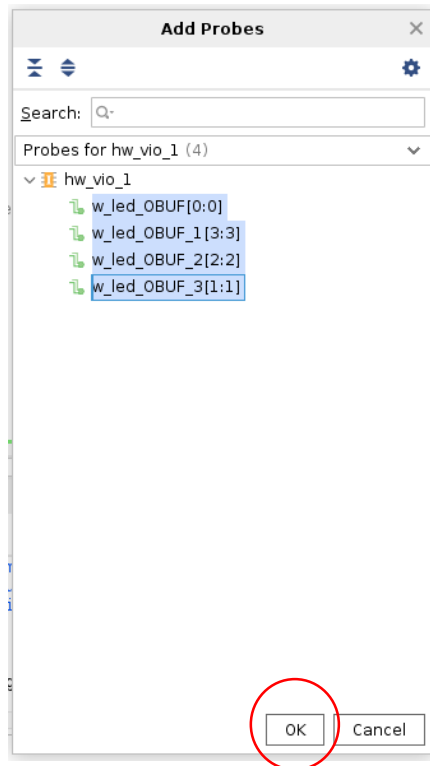 Add Probes
Search:
Probes for hw_vio_1 (4)
hw_vio_1
w_led_OBUF[0:0]
w_led_OBUF_1[3:3]
w_led_OBUF_2[2:2]
w_led_OBUF_3[1:1]
OK Cancel